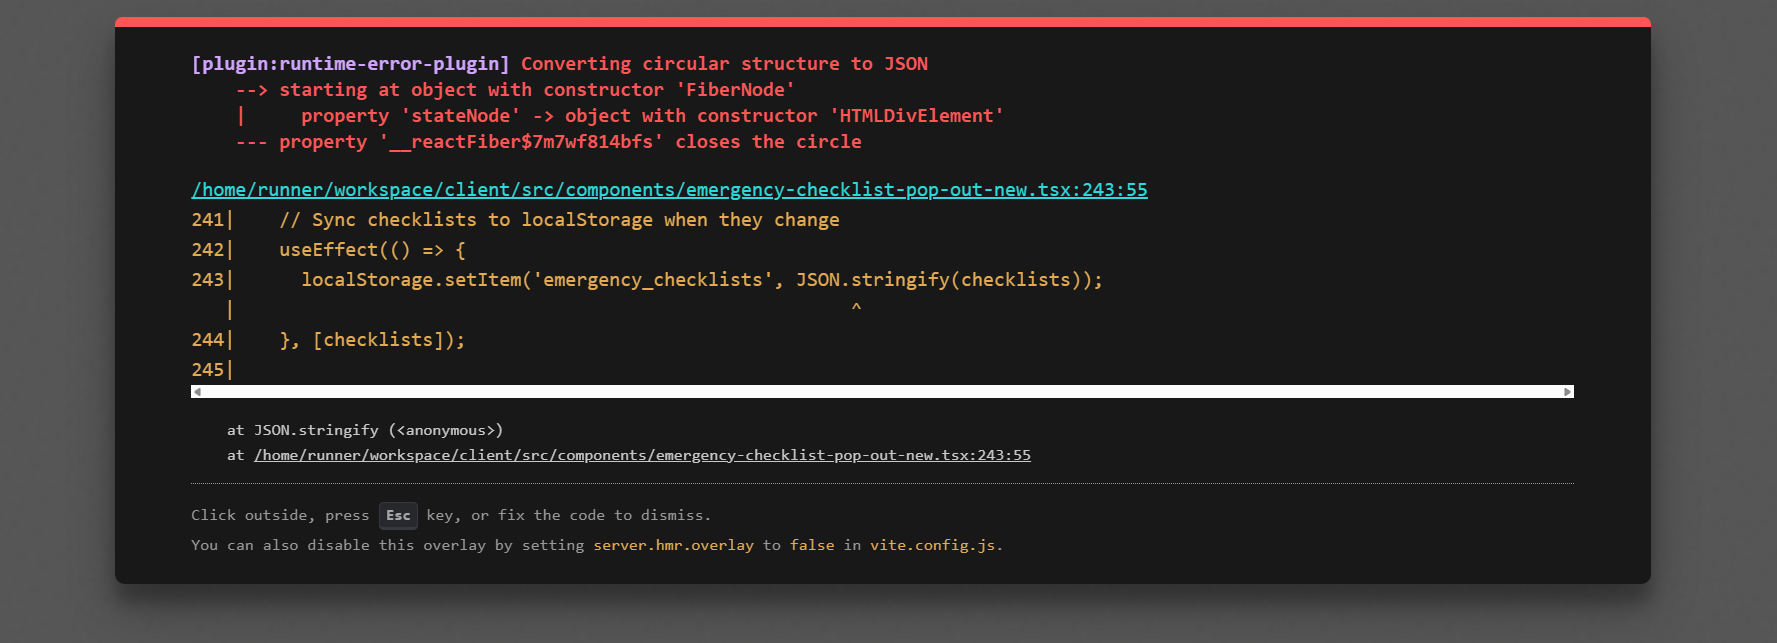 [plugin:runtime-error-plugin] Converting circular structure to JSON
--> starting at object with constructor 'FiberNode'
|     property 'stateNode' -> object with constructor 'HTMLDivElement'
--- property '__reactFiber$7m7wf814bfs' closes the circle
/home/runner/workspace/client/src/components/emergency-checklist-pop-out-new.tsx:243:55
241|    // Sync checklists to localStorage when they change
242|    useEffect(() => {
243|      localStorage.setItem('emergency_checklists', JSON.stringify(checklists));
|                                                        ^
244|    }, [checklists]);
245|
at JSON.stringify (<anonymous>)
at /home/runner/workspace/client/src/components/emergency-checklist-pop-out-new.tsx:243:55
Click outside, press Esc key, or fix the code to dismiss.
You can also disable this overlay by setting server.hmr.overlay to false in vite.config.js.